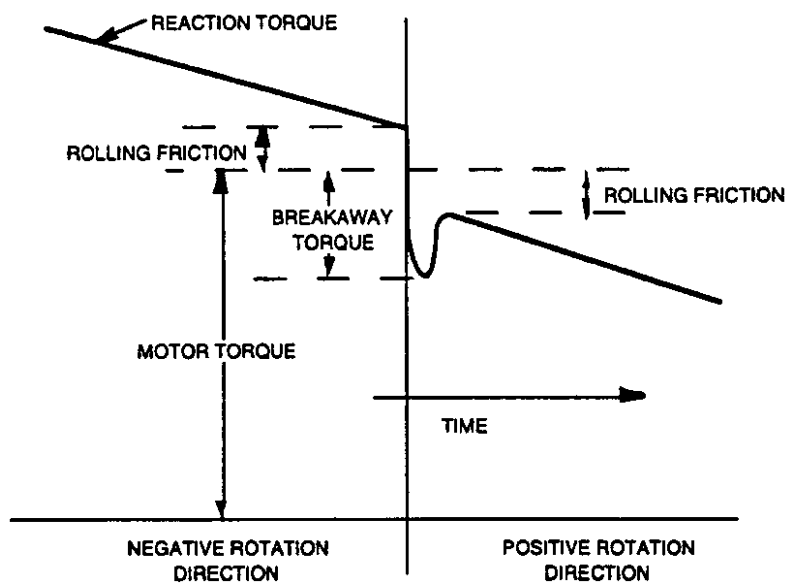 REACTION TORQUE
ROLLING FRICTION
ROLLING FRICTION
BREAKAWAY
TORQUE
MOTOR TORQUE
TIME
NEGATIVE ROTATION
DIRECTION
POSITIVE ROTATION
DIRECTION